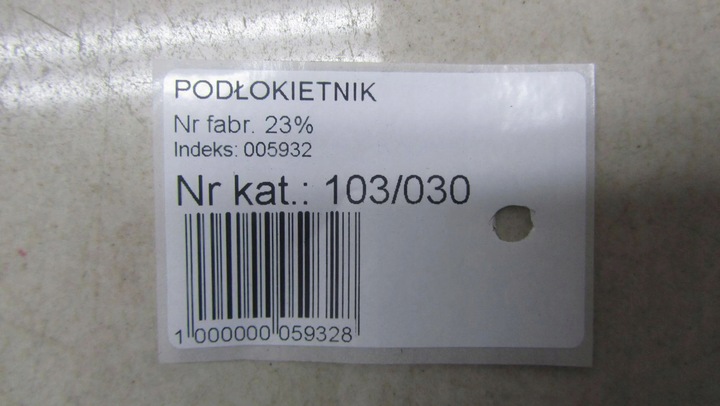 PODŁOKIETNIK
Nr fabr. 23%
Indeks: 005932
Nr kat.: 103/030
1 000000 059328